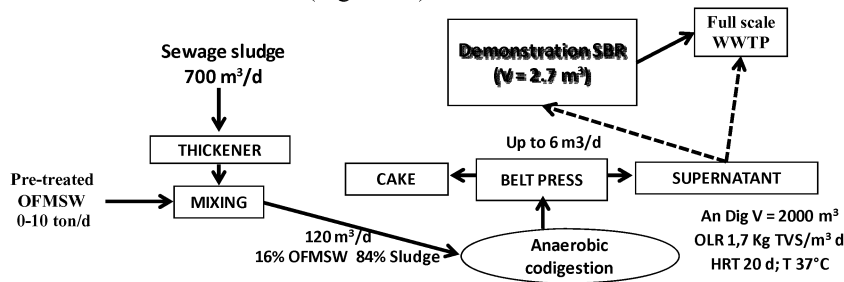 Sewage sludge
700 m³/d
Demonstration SBR
(V = 2.7 m³)
Full scale
WWTP
THICKENER
Up to 6 m3/d
Pre-treated
OFMSW
0-10 ton/d
MIXING
CAKE
BELT PRESS
SUPERNATANT
120 m³/d
16% OFMSW 84% Sludge
Anaerobic
codigestion
An Dig V = 2000 m³
OLR 1,7 Kg TVS/m³ d
HRT 20 d; T 37°C